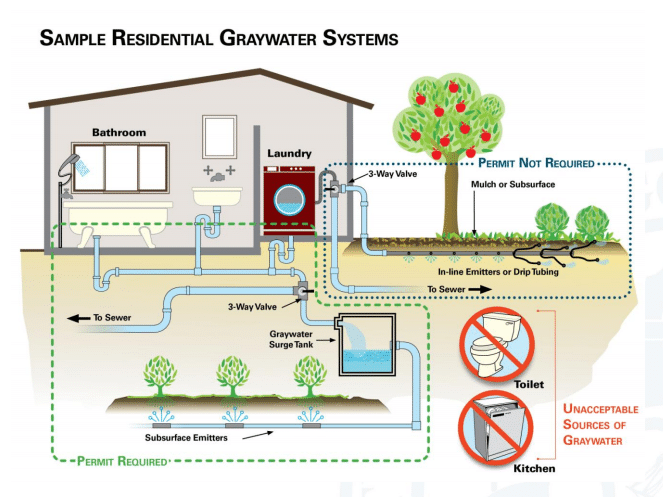 SAMPLE RESIDENTIAL GRAYWATER SYSTEMS
Bathroom
Laundry
3-Way Valve
PERMIT NOT REQUIRED
Mulch or Subsurface
In-line Emitters or Drip Tubing
To Sewer
3-Way Valve
To Sewer
Graywater
Surge Tank
Subsurface Emitters
PERMIT REQUIRED
Toilet
Kitchen
UNACCEPTABLE
SOURCES OF
GRAYWATER